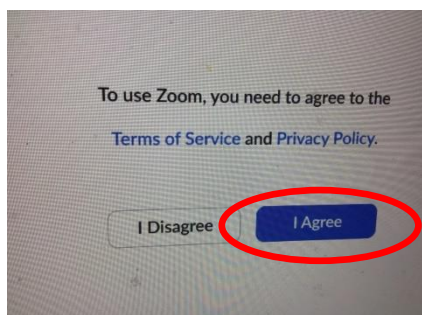 To use Zoom, you need to agree to the
Terms of Service and Privacy Policy.
I Disagree
I Agree